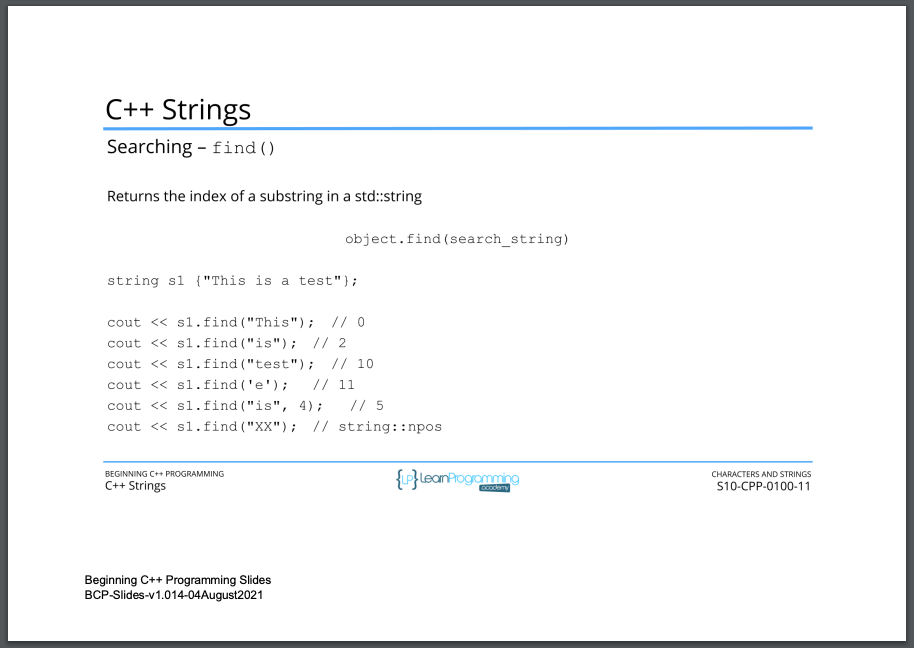 C++ Strings
Searching – find()
Returns the index of a substring in a std::string
object.find(search_string)
string s1 {"This is a test"};
cout << s1.find("This");  // 0
cout << s1.find("is");  // 2
cout << s1.find("test");  // 10
cout << s1.find('e');   // 11
cout << s1.find("is", 4);   // 5
cout << s1.find("XX");  // string::npos
BEGINNING C++ PROGRAMMING
C++ Strings
{LP} LearnProgramming
academy
CHARACTERS AND STRINGS
S10-CPP-0100-11
Beginning C++ Programming Slides
BCP-Slides-v1.014-04August2021